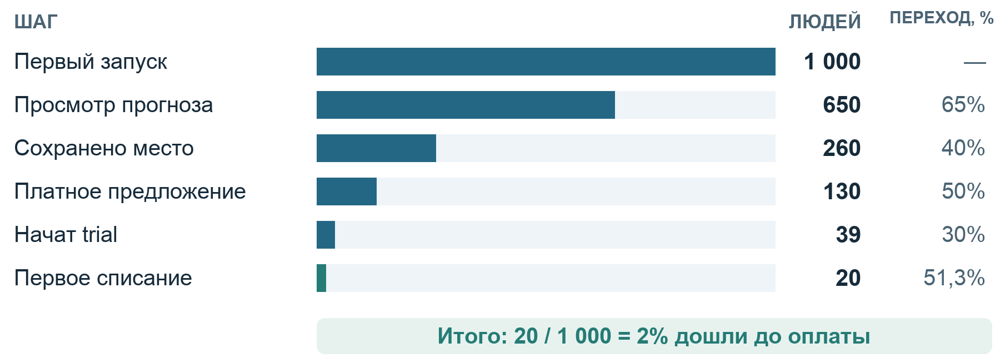 ШАГ ЛЮДЕЙ ПЕРЕХОД, %
Первый запуск 1 000 —
Просмотр прогноза 650 65%
Сохранено место 260 40%
Платное предложение 130 50%
Начат trial 39 30%
Первое списание 20 51,3%
Итого: 20 / 1 000 = 2% дошли до оплаты